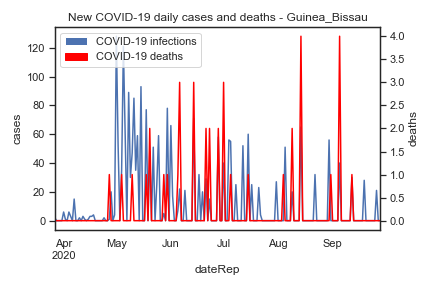 New COVID-19 daily cases and deaths - Guinea_Bissau
COVID-19 infections
COVID-19 deaths
120
100
80
60
40
20
0
cases
4.0
3.5
3.0
2.5
2.0
1.5
1.0
0.5
0.0
deaths
Apr May Jun Jul Aug Sep
2020
dateRep